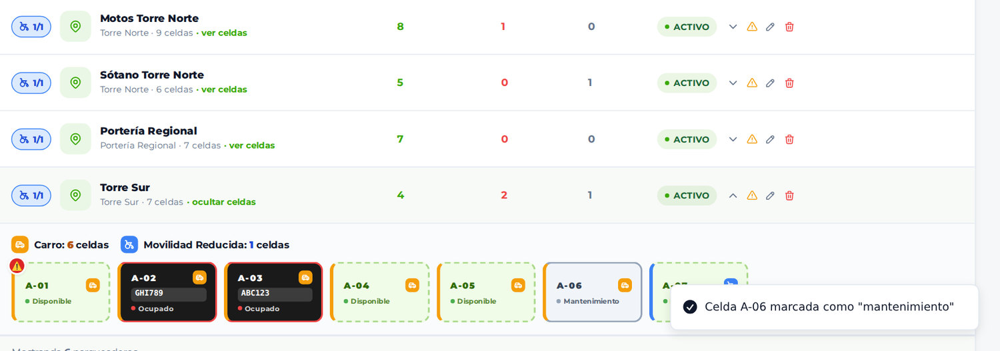 1/1 Motos Torre Norte 8 1 0 ACTIVO
Torre Norte · 9 celdas · ver celdas
1/1 Sótano Torre Norte 5 0 1 ACTIVO
Torre Norte · 6 celdas · ver celdas
1/1 Portería Regional 7 0 0 ACTIVO
Portería Regional · 7 celdas · ver celdas
1/1 Torre Sur 4 2 1 ACTIVO
Torre Sur · 7 celdas · ocultar celdas
Carro: 6 celdas Movilidad Reducida: 1 celdas
A-01
Disponible
A-02
GHI789
Ocupado
A-03
ABC123
Ocupado
A-04
Disponible
A-05
Disponible
A-06
Mantenimiento
Celda A-06 marcada como "mantenimiento"